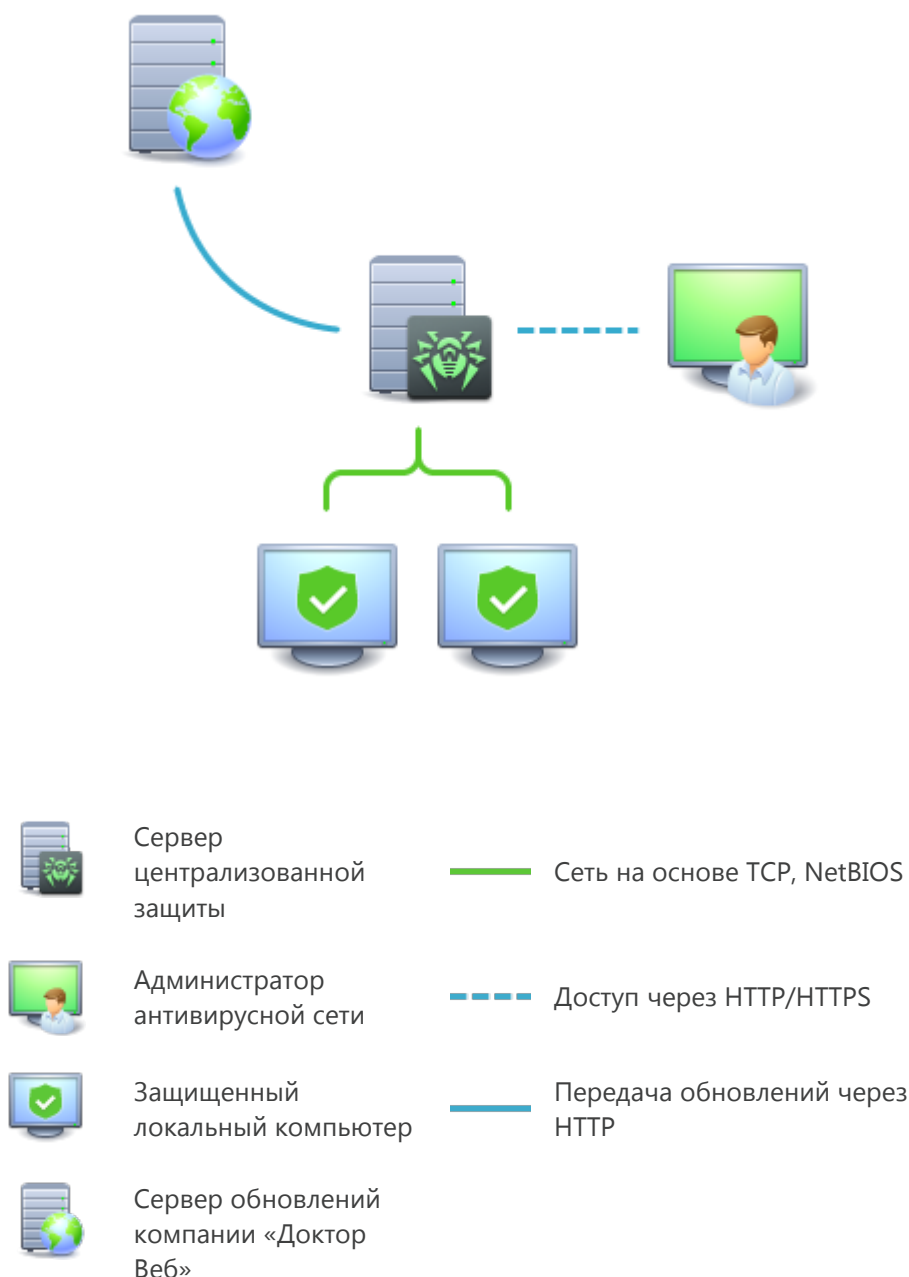 Сервер
централизованной
защиты
Сеть на основе TCP, NetBIOS
Администратор
антивирусной сети
Доступ через HTTP/HTTPS
Защищенный
локальный компьютер
Передача обновлений через
HTTP
Сервер обновлений
компании «Доктор
Веб»